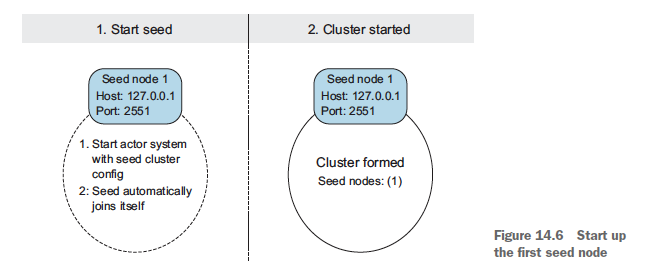 1. Start seed
2. Cluster started
Seed node 1
Host: 127.0.0.1
Port: 2551
1. Start actor system
with seed cluster
config
2: Seed automatically
joins itself
Seed node 1
Host: 127.0.0.1
Port: 2551
Cluster formed
Seed nodes: (1)
Figure 14.6 Start up
the first seed node